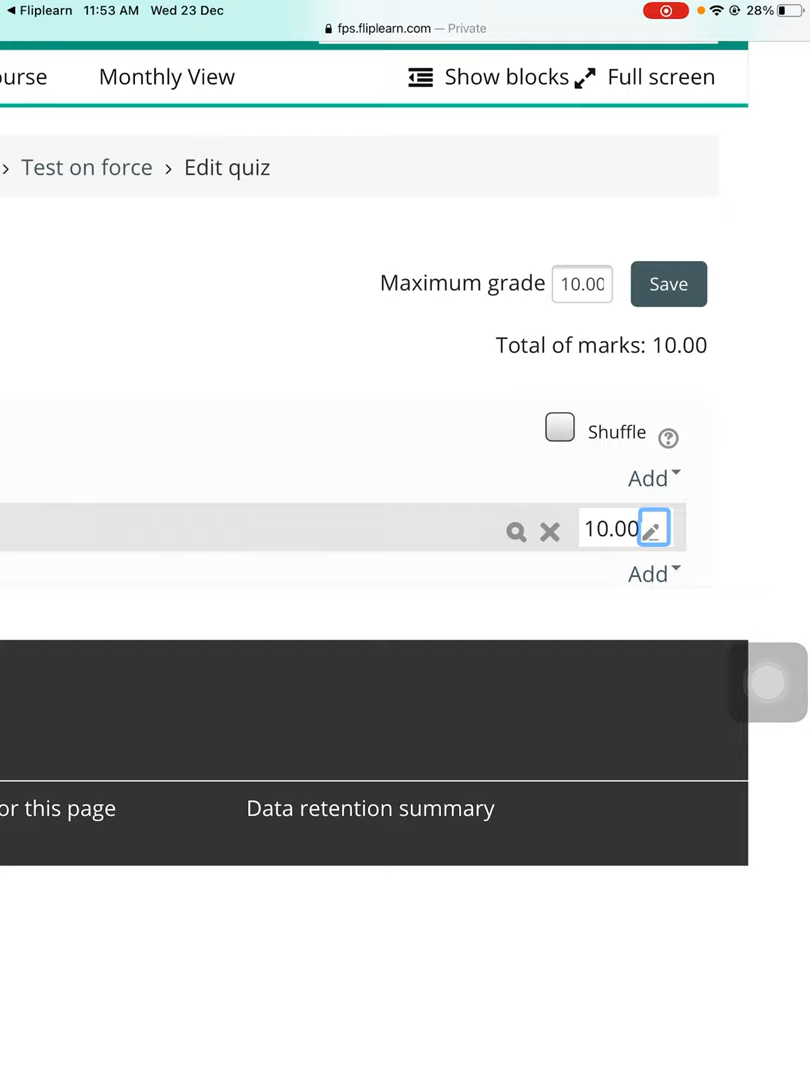 Fliplearn 11:53 AM Wed 23 Dec 28%
fps.fliplearn.com — Private
ourse Monthly View Show blocks Full screen
› Test on force › Edit quiz
Maximum grade 10.00 Save
Total of marks: 10.00
Shuffle
Add
10.00
Add
or this page Data retention summary